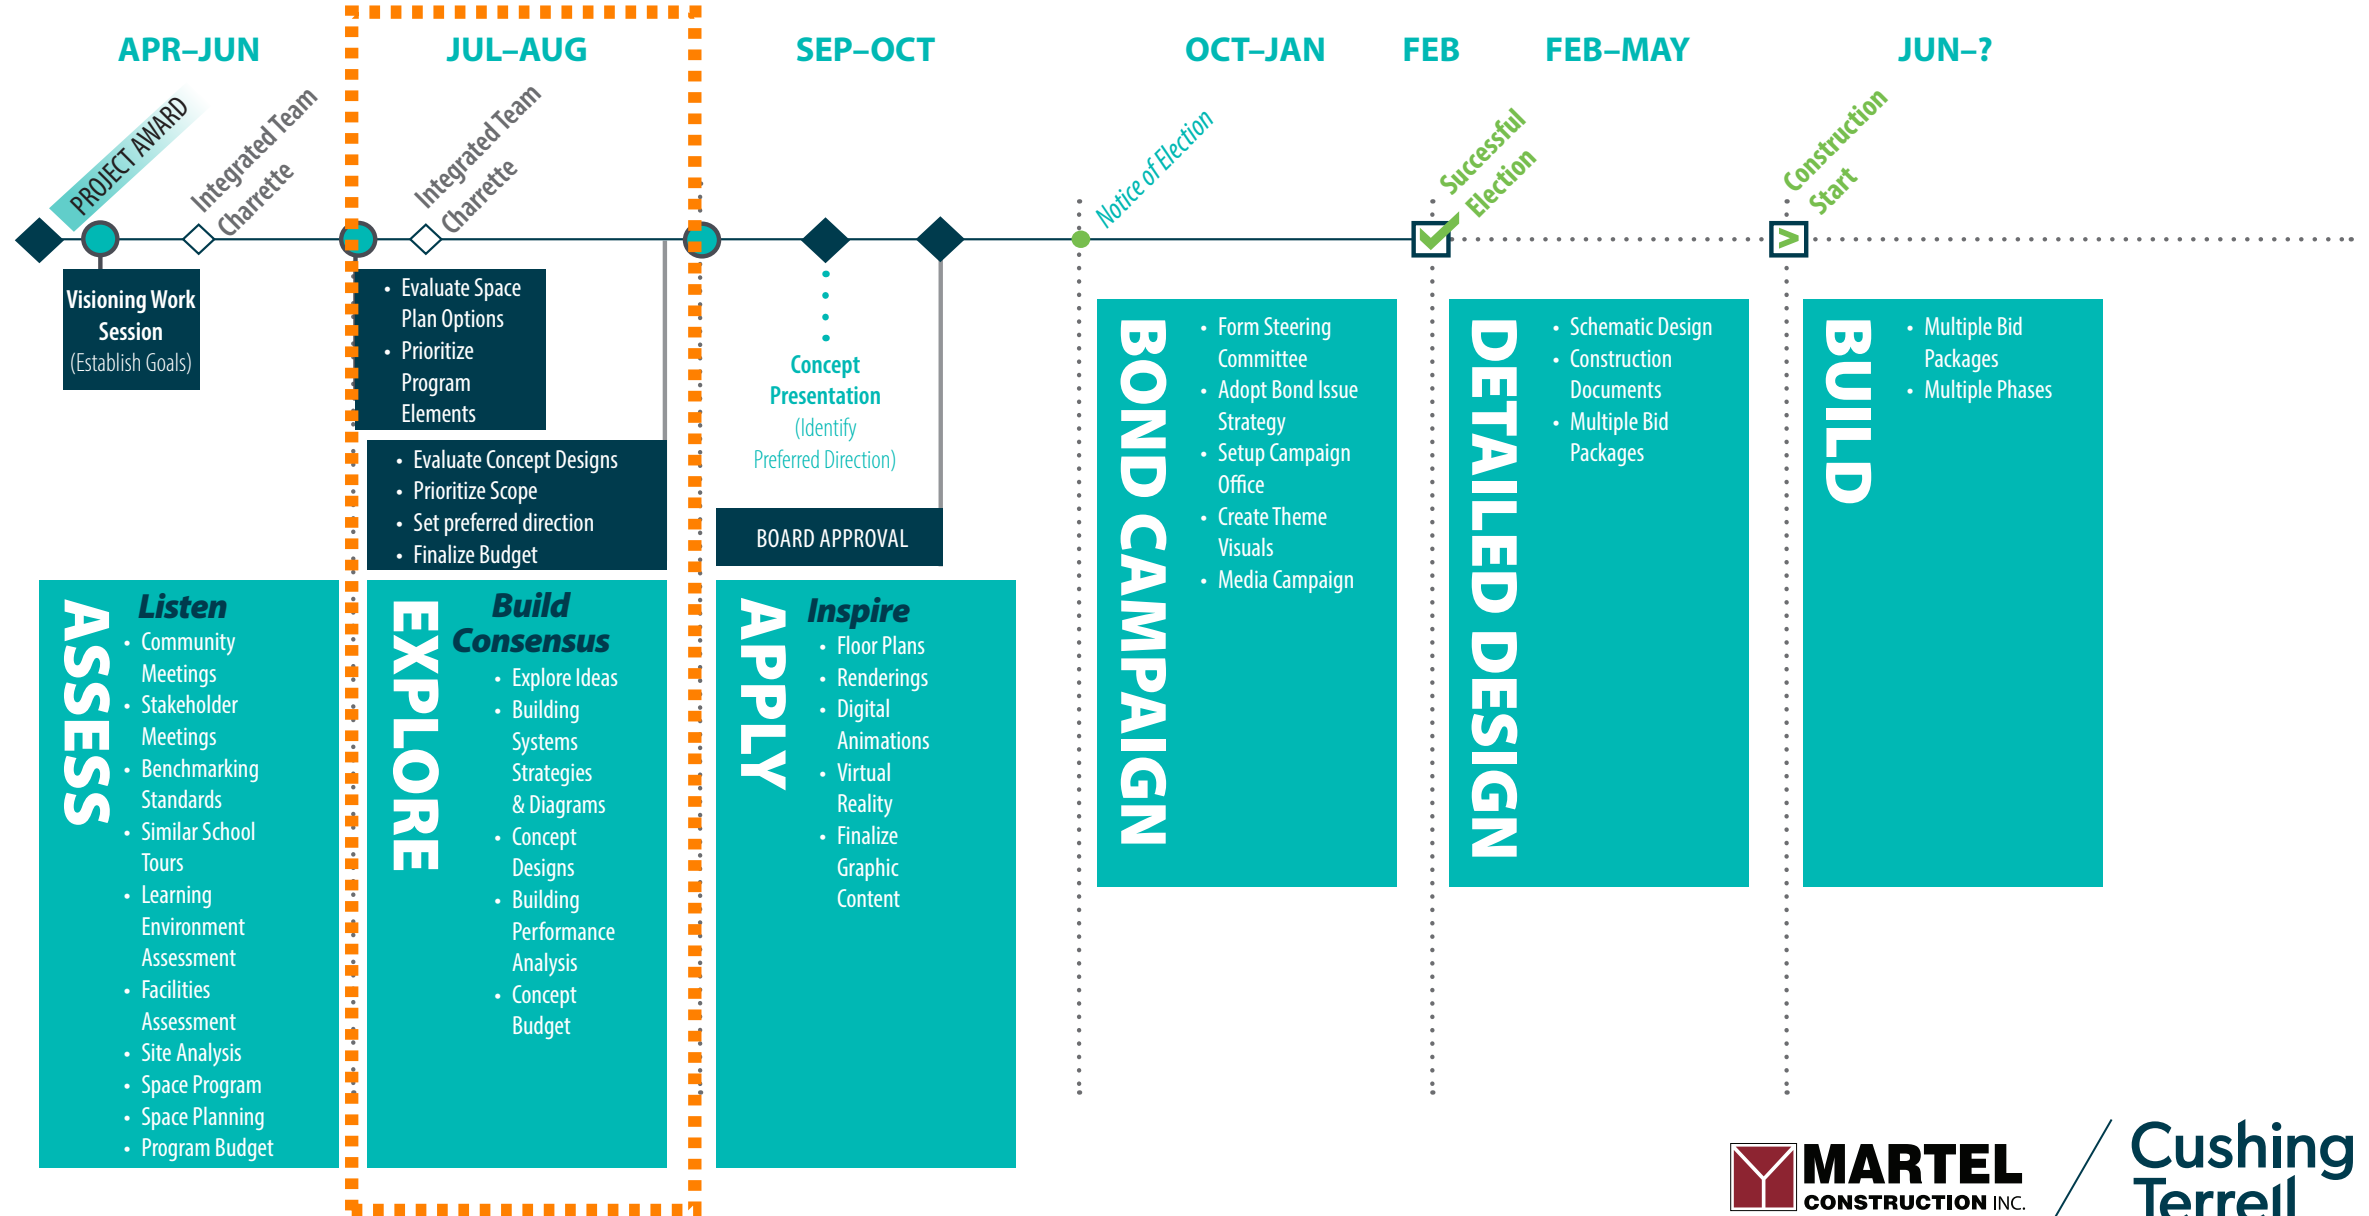 APR–JUN
JUL–AUG
SEP–OCT
OCT–JAN
FEB
FEB–MAY
JUN–?
PROJECT AWARD
Integrated Team
Charrette
Integrated Team
Charrette
Notice of Election
Successful
Election
Construction
Start
Visioning Work
Session
(Establish Goals)
• Evaluate Space
Plan Options
• Prioritize
Program
Elements
• Evaluate Concept Designs
• Prioritize Scope
• Set preferred direction
• Finalize Budget
Concept
Presentation
(Identify
Preferred Direction)
BOARD APPROVAL
ASSESS
Listen
• Community
Meetings
• Stakeholder
Meetings
• Benchmarking
Standards
• Similar School
Tours
• Learning
Environment
Assessment
• Facilities
Assessment
• Site Analysis
• Space Program
• Space Planning
• Program Budget
EXPLORE
Build
Consensus
• Explore Ideas
• Building
Systems
Strategies
& Diagrams
• Concept
Designs
• Building
Performance
Analysis
• Concept
Budget
APPLY
Inspire
• Floor Plans
• Renderings
• Digital
Animations
• Virtual
Reality
• Finalize
Graphic
Content
BOND CAMPAIGN
• Form Steering
Committee
• Adopt Bond Issue
Strategy
• Setup Campaign
Office
• Create Theme
Visuals
• Media Campaign
DETAILED DESIGN
• Schematic Design
• Construction
Documents
• Multiple Bid
Packages
BUILD
• Multiple Bid
Packages
• Multiple Phases
MARTEL
CONSTRUCTION INC.
Cushing
Terrell